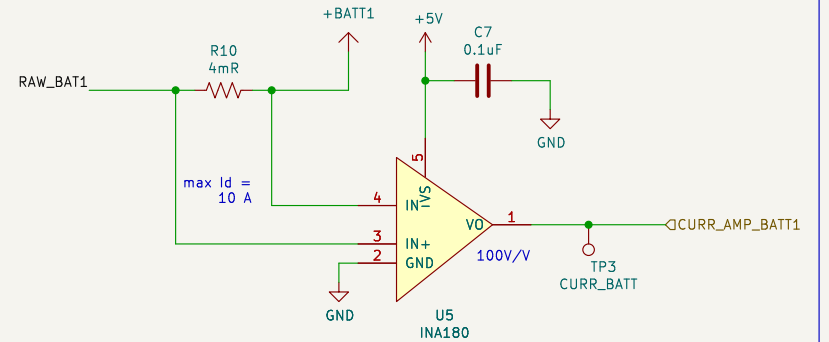 +BATT1
+5V
C7
0.1uF
R10
4mR
RAW_BAT1
GND
5
max Id =
10 A
4
IN-
VS
3
IN+
2
GND
VO
1
100V/V
CURR_AMP_BATT1
TP3
CURR_BATT
GND
U5
INA180